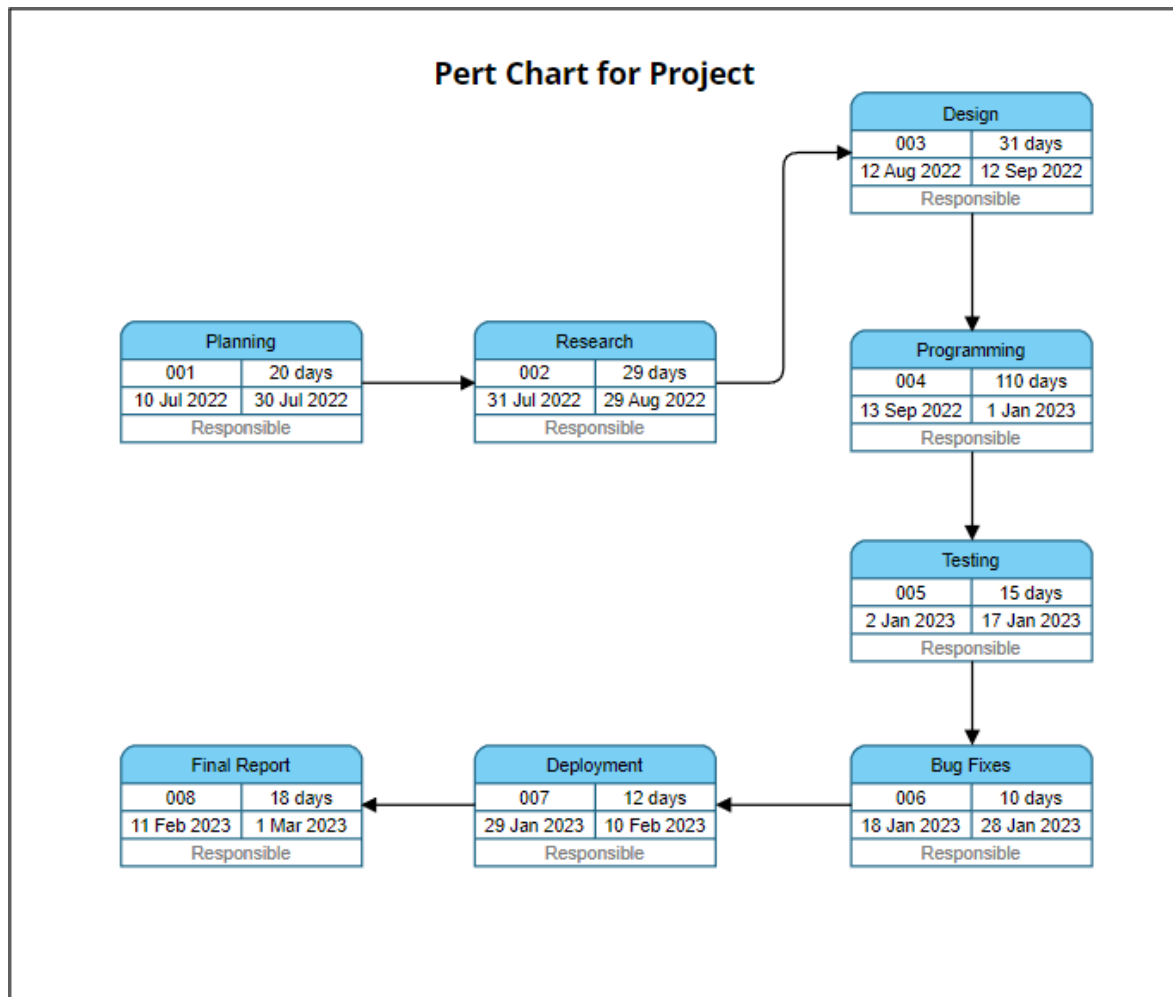 Pert Chart for Project
Planning
001 20 days
10 Jul 2022 30 Jul 2022
Responsible
Research
002 29 days
31 Jul 2022 29 Aug 2022
Responsible
Design
003 31 days
12 Aug 2022 12 Sep 2022
Responsible
Programming
004 110 days
13 Sep 2022 1 Jan 2023
Responsible
Testing
005 15 days
2 Jan 2023 17 Jan 2023
Responsible
Bug Fixes
006 10 days
18 Jan 2023 28 Jan 2023
Responsible
Deployment
007 12 days
29 Jan 2023 10 Feb 2023
Responsible
Final Report
008 18 days
11 Feb 2023 1 Mar 2023
Responsible